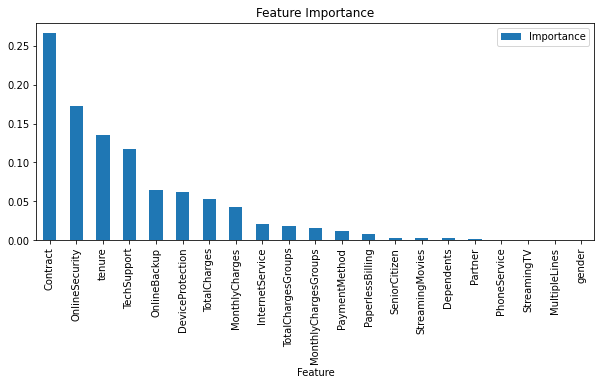 Feature Importance
Importance
0.25
0.20
0.15
0.10
0.05
0.00
Contract
OnlineSecurity
tenure
TechSupport
OnlineBackup
DeviceProtection
TotalCharges
MonthlyCharges
InternetService
TotalChargesGroups
MonthlyChargesGroups
PaymentMethod
PaperlessBilling
SeniorCitizen
StreamingMovies
Dependents
Partner
PhoneService
StreamingTV
MultipleLines
gender
Feature